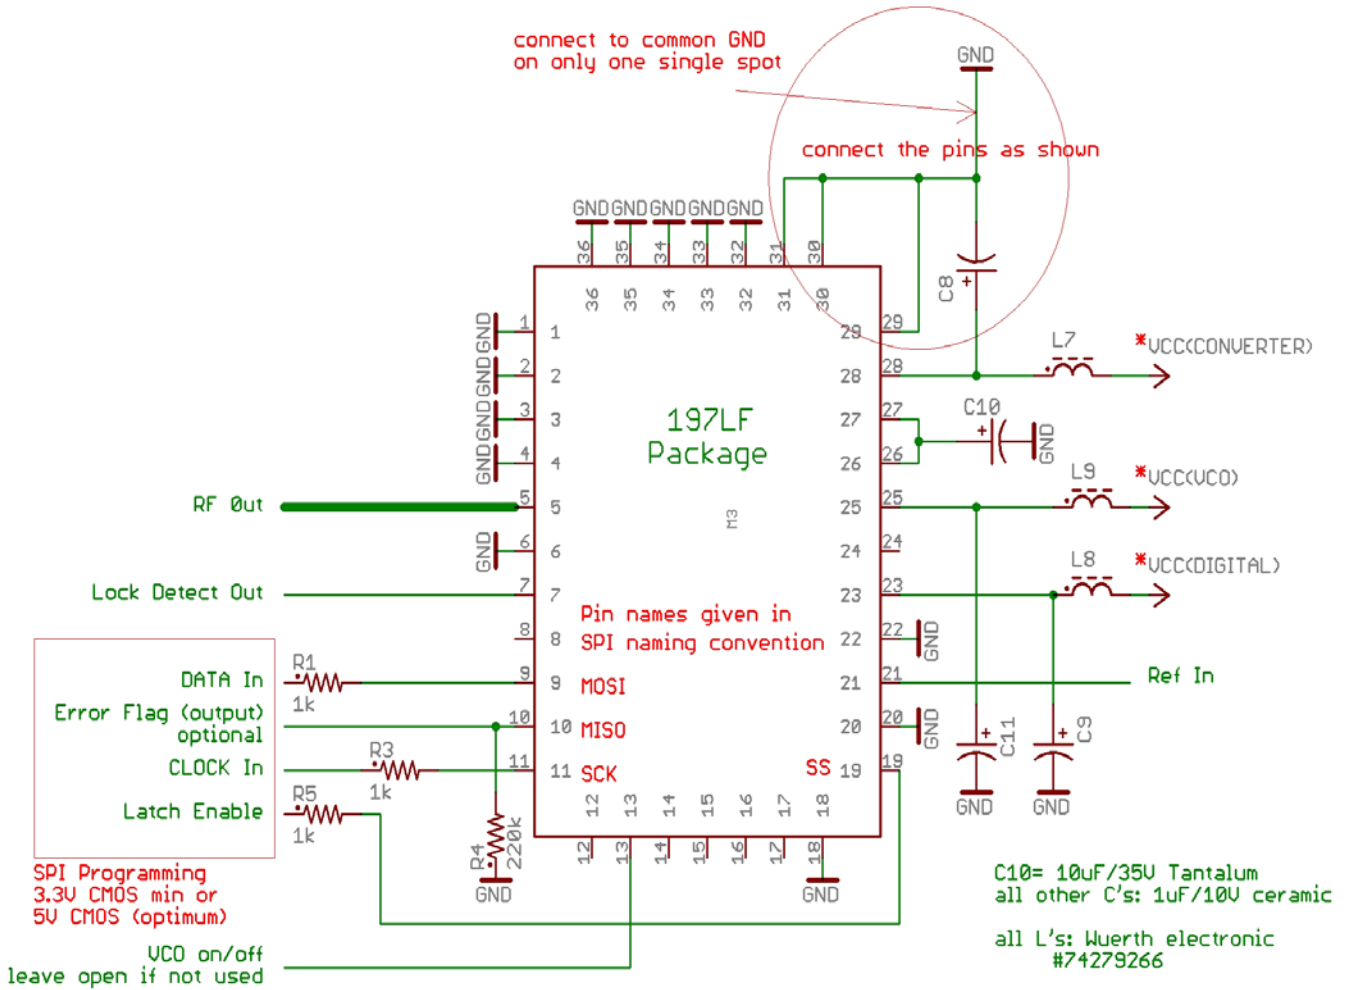 connect to common GND
on only one single spot
GND
connect the pins as shown
GND GND GND GND GND
36 35 34 33 32 31 30
36 35 34 33 32 31 30
C8
+
GND 1 1
29 29
L7
*VCC(CONVERTER)
GND 2 2
28 28
GND 3 3
27 27
C10
+
GND
197LF
Package
GND 4 4
26 26
L9
*VCC(VCO)
RF Out
5 5
25 25
M3
GND 6 6
24 24
L8
*VCC(DIGITAL)
Lock Detect Out
7 7
23 23
Pin names given in
SPI naming convention
8 8
22 22 GND
DATA In
R1
1k
9 9 MOSI
21 21
Ref In
Error Flag (output)
optional
10 10 MISO
20 20 GND
+ C11
+ C9
CLOCK In
R3
1k
11 11 SCK
SS 19 19
GND GND
Latch Enable
R5
1k
12 13 14 15 16 17 18
12 13 14 15 16 17 18
R4
220k
GND
GND
SPI Programming
3.3V CMOS min or
5V CMOS (optimum)
C10= 10uF/35V Tantalum
all other C's: 1uF/10V ceramic
all L's: Wuerth electronic
#74279266
VCO on/off
leave open if not used